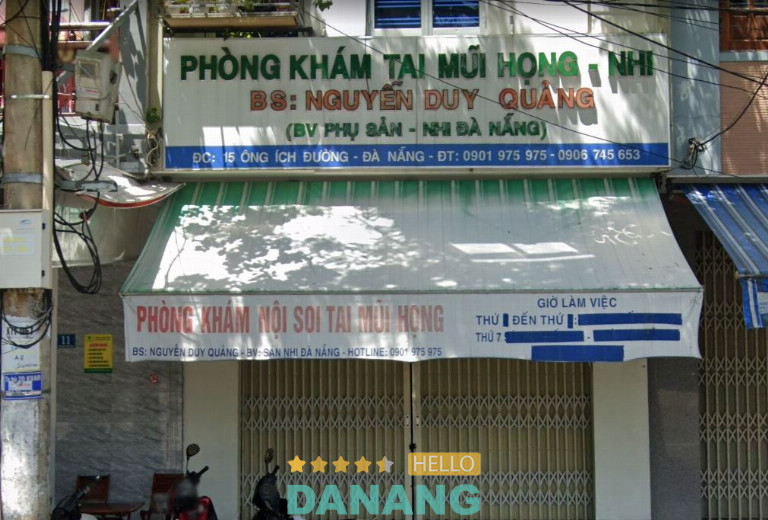 PHÒNG KHÁM TAI MŨI HỌNG - NHI
BS: NGUYỄN DUY QUẢNG
(BV PHỤ SẢN - NHI ĐÀ NẴNG)
ĐC: 15 ÔNG ÍCH ĐƯỜNG - ĐÀ NẴNG - ĐT: 0901 975 975 - 0906 745 653
PHÒNG KHÁM NỘI SOI TAI MŨI HỌNG
BS: NGUYỄN DUY QUẢNG - BV: SẢN NHI ĐÀ NẴNG - HOTLINE: 0901 975 975
GIỜ LÀM VIỆC
THỨ ĐẾN THỨ :
THỨ 7
11
A-2
HELLO
DANANG